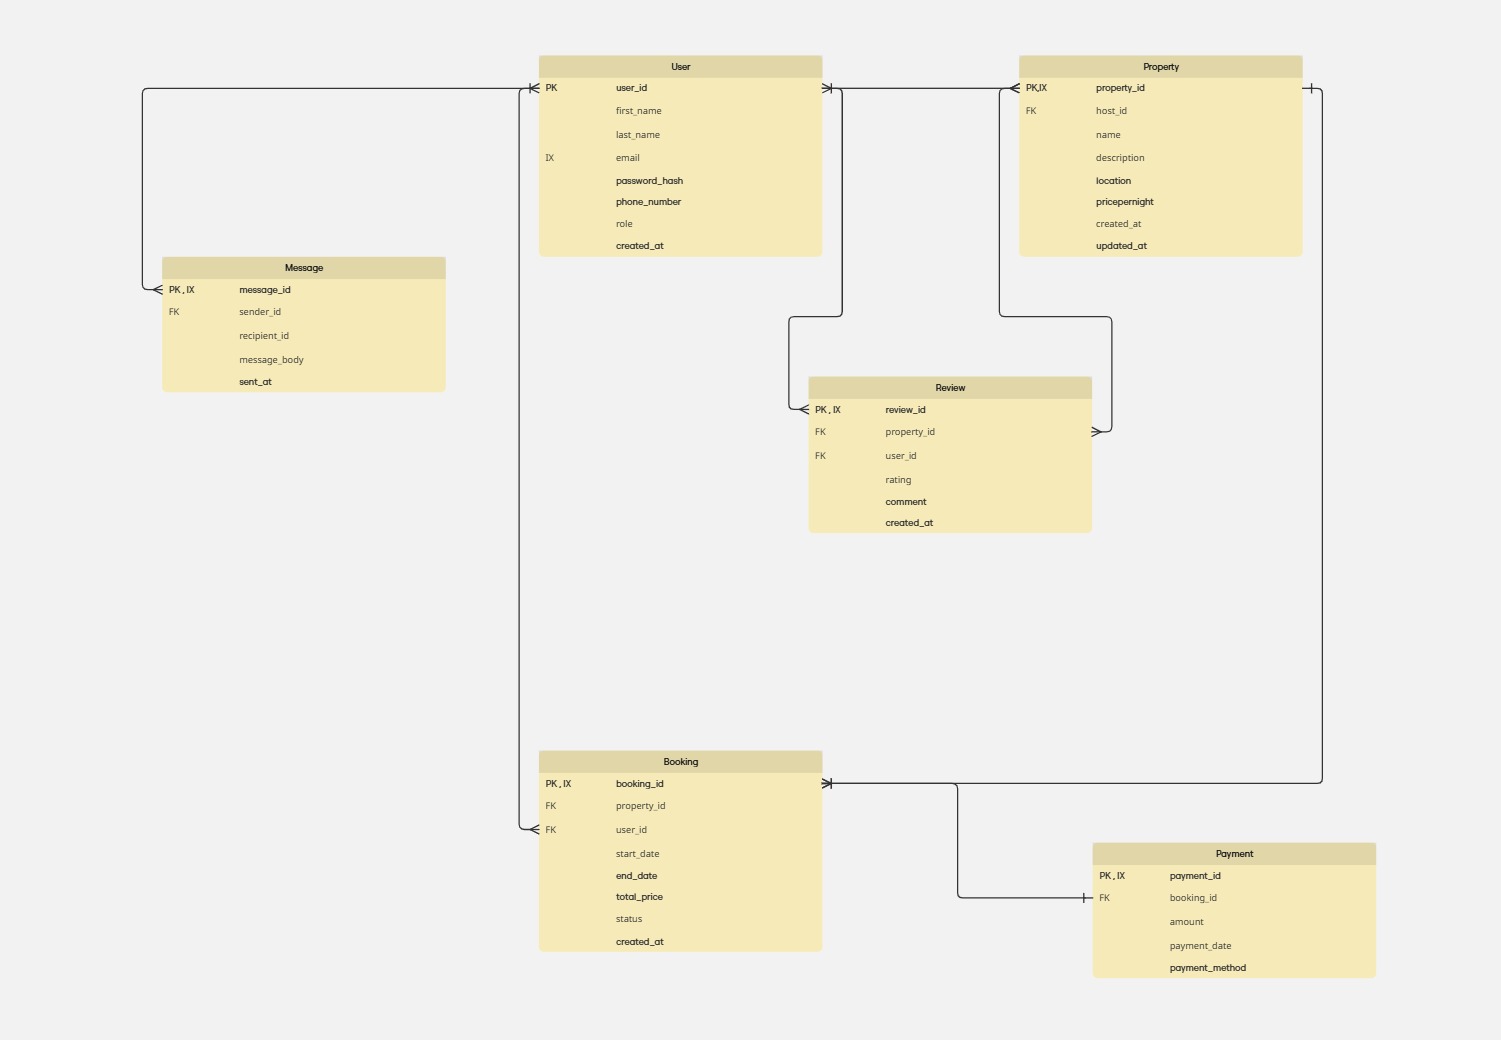 User
PK user_id
first_name
last_name
IX email
password_hash
phone_number
role
created_at
Property
PK,IX property_id
FK host_id
name
description
location
pricepernight
created_at
updated_at
Message
PK , IX message_id
FK sender_id
recipient_id
message_body
sent_at
Review
PK , IX review_id
FK property_id
FK user_id
rating
comment
created_at
Booking
PK , IX booking_id
FK property_id
FK user_id
start_date
end_date
total_price
status
created_at
Payment
PK , IX payment_id
FK booking_id
amount
payment_date
payment_method